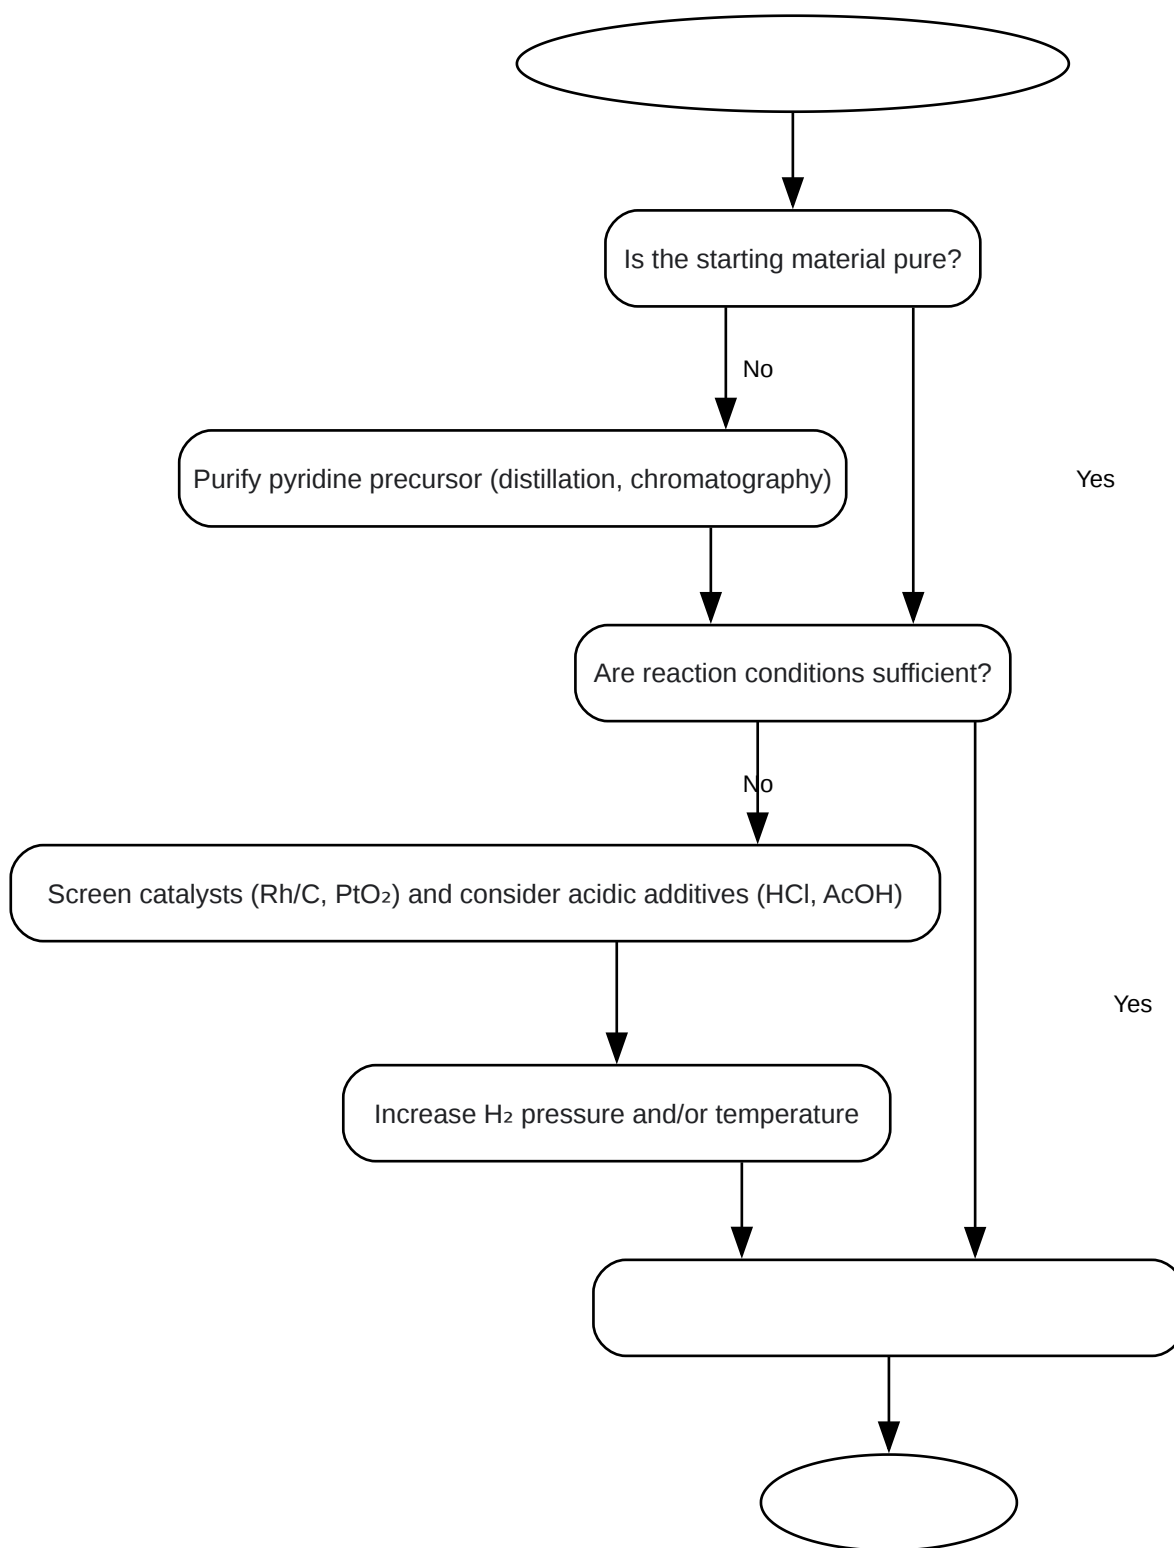 Is the starting material pure?
No
Purify pyridine precursor (distillation, chromatography)
Yes
Are reaction conditions sufficient?
No
Screen catalysts (Rh/C, PtO₂) and consider acidic additives (HCl, AcOH)
Yes
Increase H₂ pressure and/or temperature